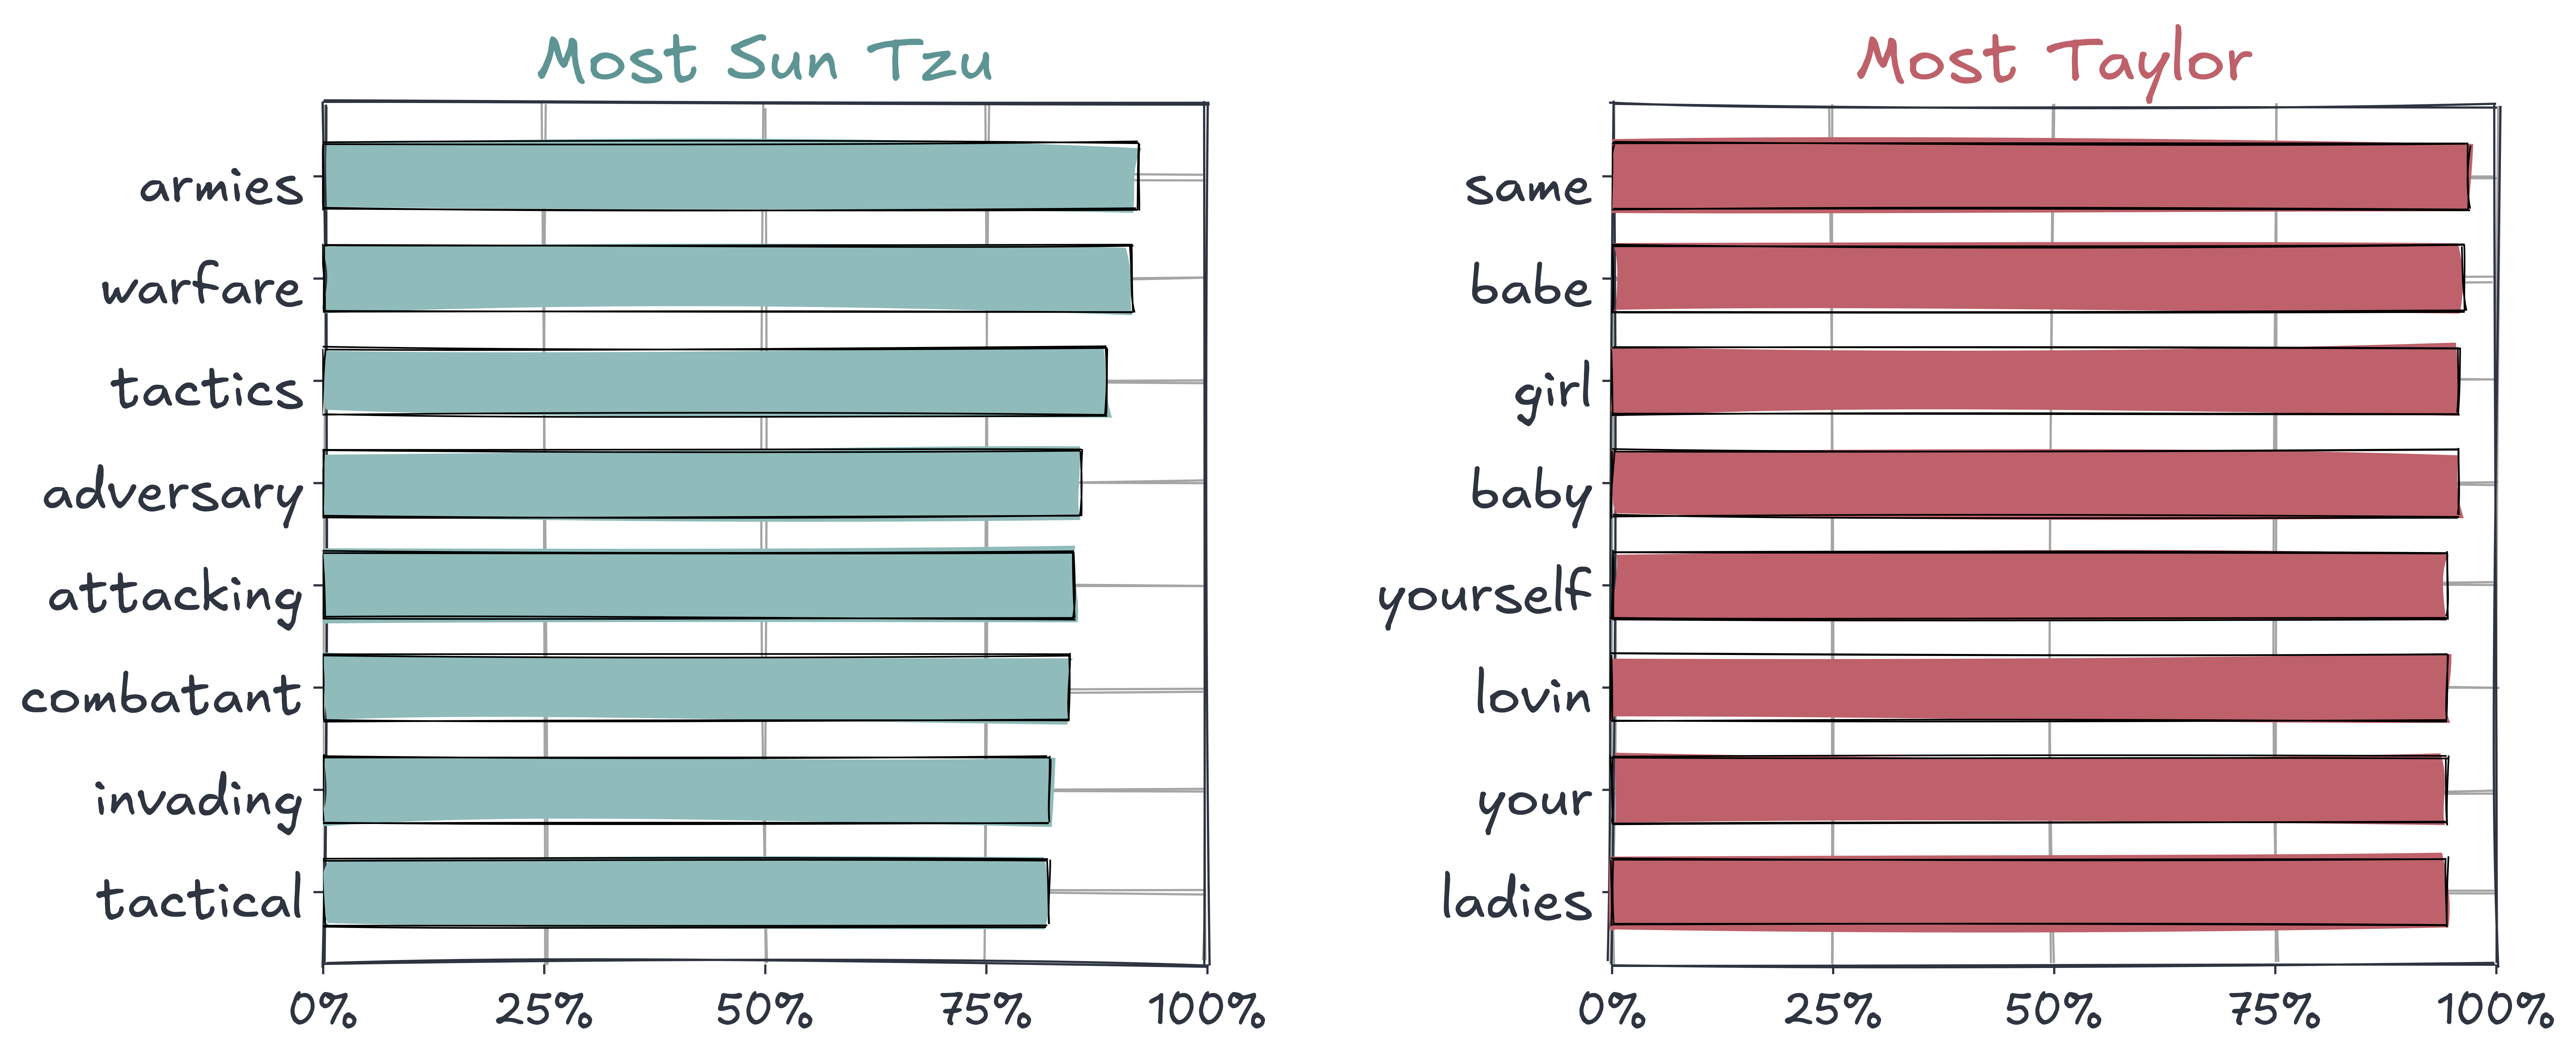 Most Sun Tzu
armies
warfare
tactics
adversary
attacking
combatant
invading
tactical
0% 25% 50% 75% 100%
Most Taylor
same
babe
girl
baby
yourself
lovin
your
ladies
0% 25% 50% 75% 100%